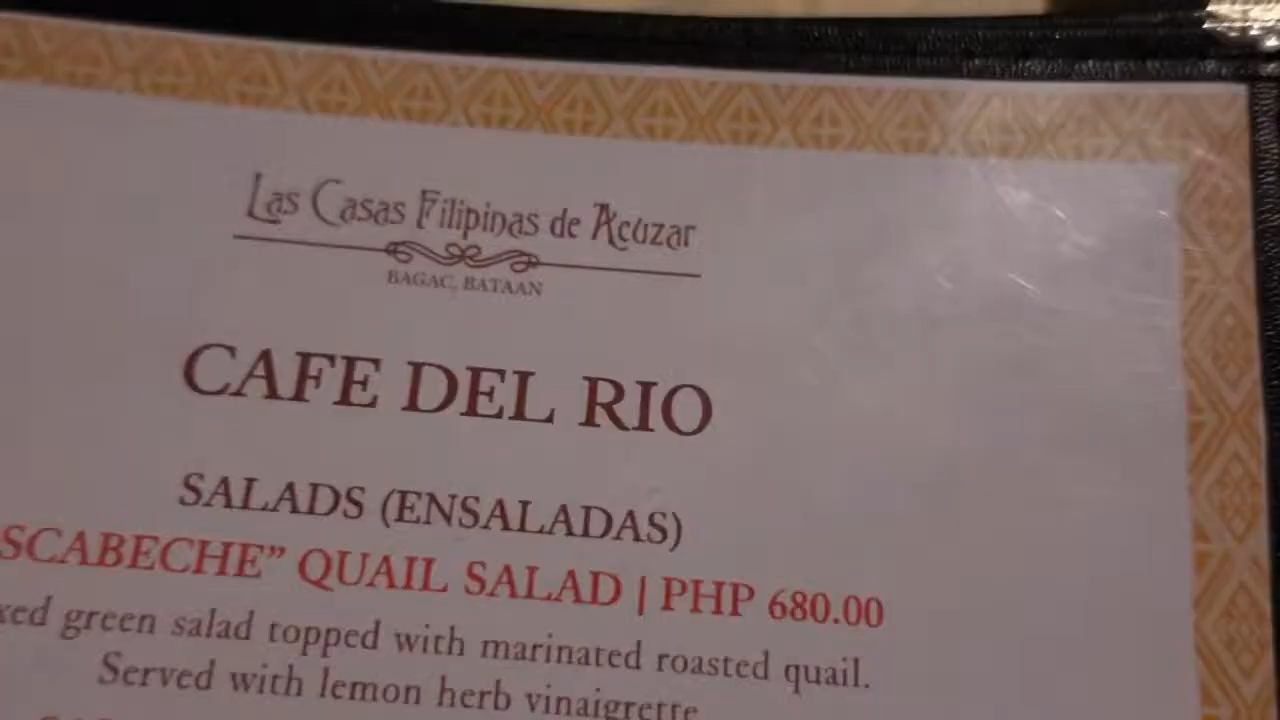 Las Casas Filipinas de Acuzar
BAGAC, BATAAN
CAFE DEL RIO
SALADS (ENSALADAS)
SCABECHE” QUAIL SALAD | PHP 680.00
xed green salad topped with marinated roasted quail.
Served with lemon herb vinaigrette